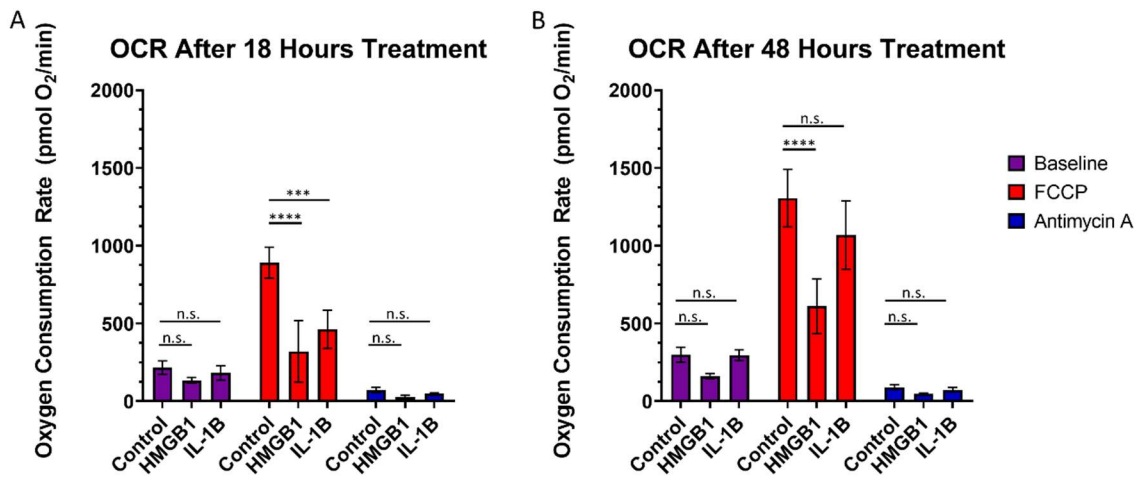 A
OCR After 18 Hours Treatment
Oxygen Consumption Rate (pmol O₂/min)
2000
1500
1000
500
0
n.s.
n.s.
***
****
n.s.
n.s.
Control
HMGB1
IL-1B
Control
HMGB1
IL-1B
Control
HMGB1
IL-1B
B
OCR After 48 Hours Treatment
Oxygen Consumption Rate (pmol O₂/min)
2000
1500
1000
500
0
n.s.
n.s.
n.s.
****
n.s.
n.s.
Control
HMGB1
IL-1B
Control
HMGB1
IL-1B
Control
HMGB1
IL-1B
Baseline
FCCP
Antimycin A